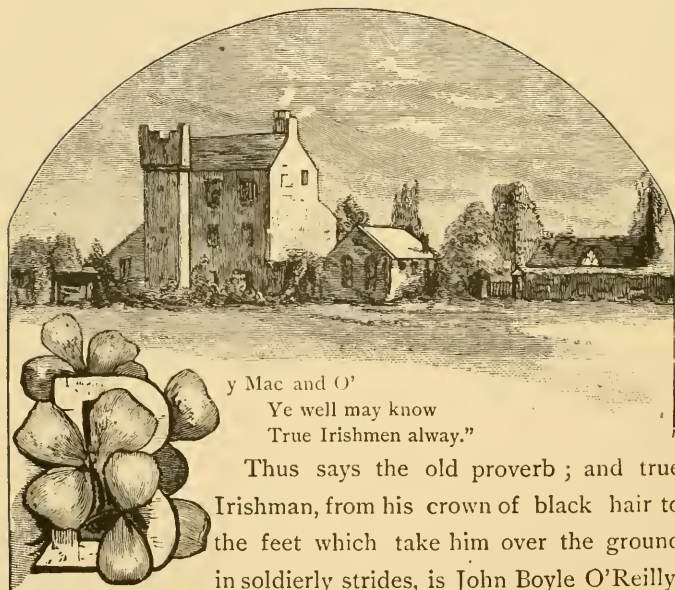 By Mac and O'
Ye well may know
True Irishmen alway."
Thus says the old proverb ; and true
Irishman, from his crown of black hair to
the feet which take him over the ground
in soldierly strides, is John Boyle O'Reilly